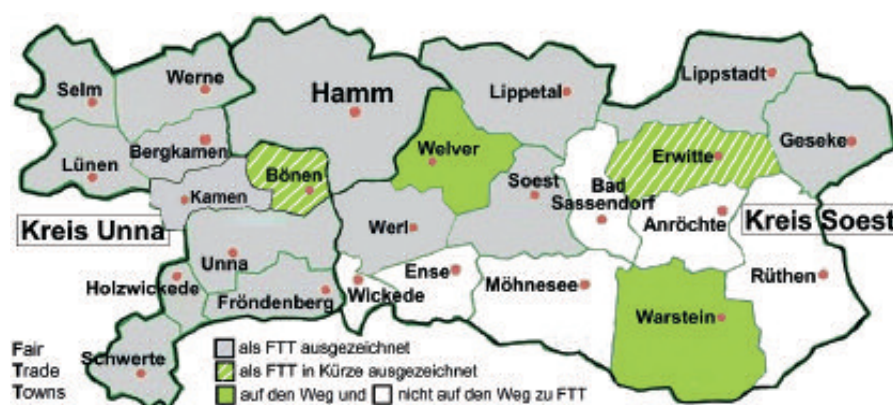 Werne
Selm
Hamm
Lippetal
Lippstadt
Bergkamen
Lünen
Welver
Geseke
Erwitte
Bönen
Kamen
Soest
Bad
Sassendorf
Anröchte
Kreis Unna
Werl
Kreis Soest
Unna
Ense
Holzwickede
Wickede
Möhnesee
Rüthen
Fröndenberg
Warstein
Schwerte
Fair
Trade
Towns
als FTT ausgezeichnet
als FTT in Kürze ausgezeichnet
auf den Weg und nicht auf den Weg zu FTT